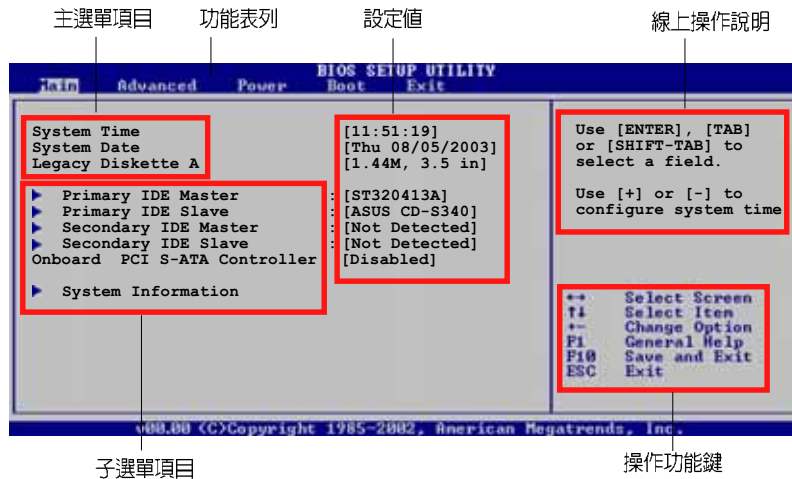 主選單項目 功能表列 設定值 線上操作說明
BIOS SETUP UTILITY
Main Advanced Power Boot Exit
System Time [11:51:19]
System Date [Thu 08/05/2003]
Legacy Diskette A [1.44M, 3.5 in]
Primary IDE Master : [ST320413A]
Primary IDE Slave : [ASUS CD-S340]
Secondary IDE Master : [Not Detected]
Secondary IDE Slave : [Not Detected]
Onboard PCI S-ATA Controller [Disabled]
System Information
Use [ENTER], [TAB]
or [SHIFT-TAB] to
select a field.
Use [+] or [-] to
configure system time
←→ Select Screen
↑↓ Select Item
+- Change Option
F1 General Help
F10 Save and Exit
ESC Exit
v00.00 (C)Copyright 1985-2002, American Megatrends, Inc.
子選單項目 操作功能鍵